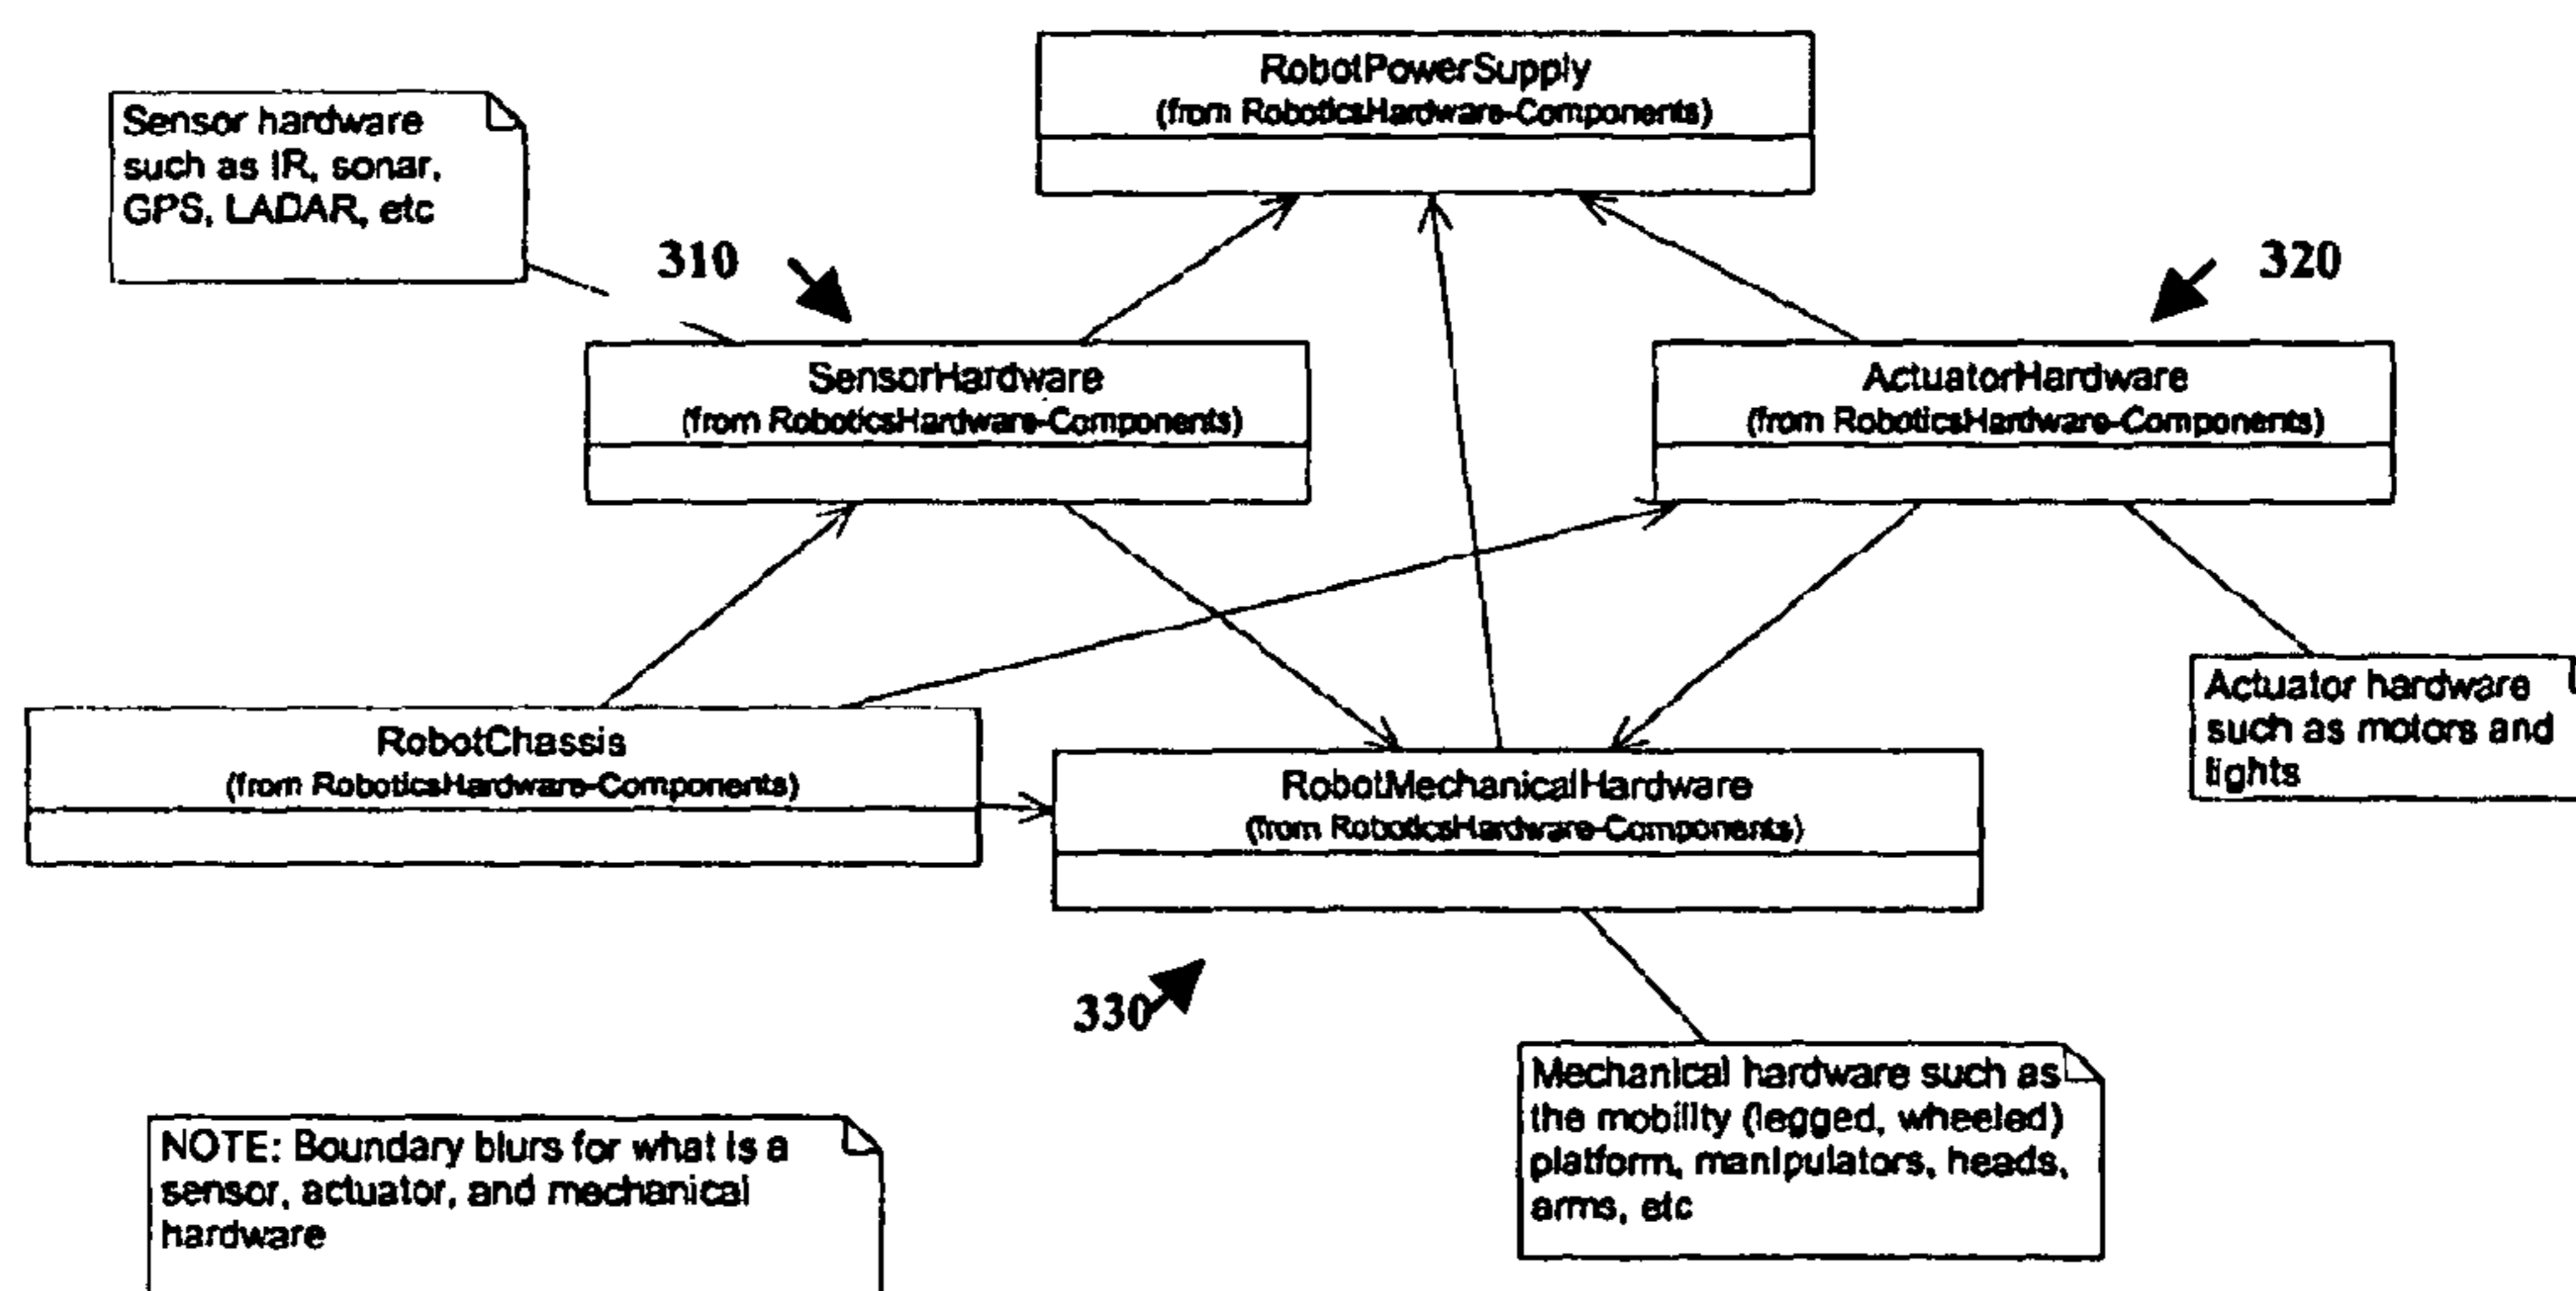 RobotPowerSupply
(from RoboticsHardware-Components)
Sensor hardware
such as IR, sonar,
GPS, LADAR, etc
310
320
SensorHardware
(from RoboticsHardware-Components)
ActuatorHardware
(from RoboticsHardware-Components)
RobotChassis
(from RoboticsHardware-Components)
RobotMechanicalHardware
(from RoboticsHardware-Components)
Actuator hardware
such as motors and
lights
330
Mechanical hardware such as
the mobility (legged, wheeled)
platform, manipulators, heads,
arms, etc
NOTE: Boundary blurs for what is a
sensor, actuator, and mechanical
hardware